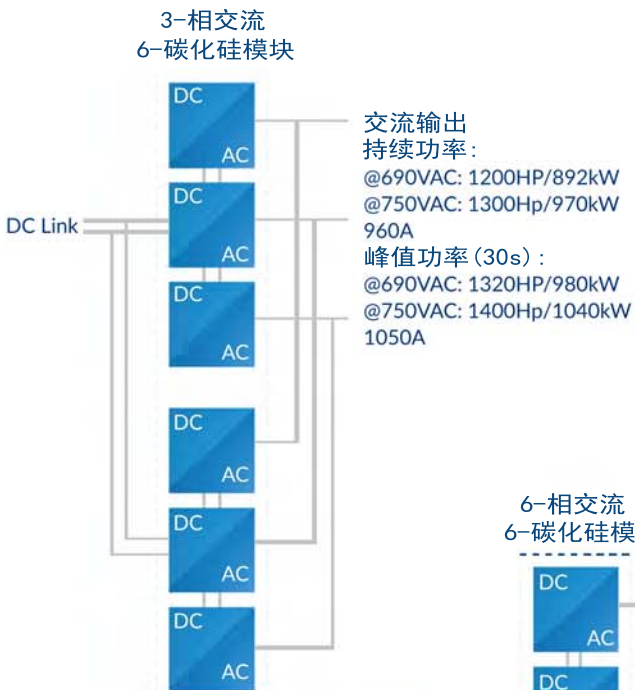 3-相交流
6-碳化硅模块
DC
AC
DC
AC
DC
AC
DC
AC
DC
AC
DC
AC
DC Link
交流输出
持续功率:
@690VAC: 1200HP/892kW
@750VAC: 1300Hp/970kW
960A
峰值功率(30s):
@690VAC: 1320HP/980kW
@750VAC: 1400Hp/1040kW
1050A
6-相交流
6-碳化硅模
DC
AC
DC